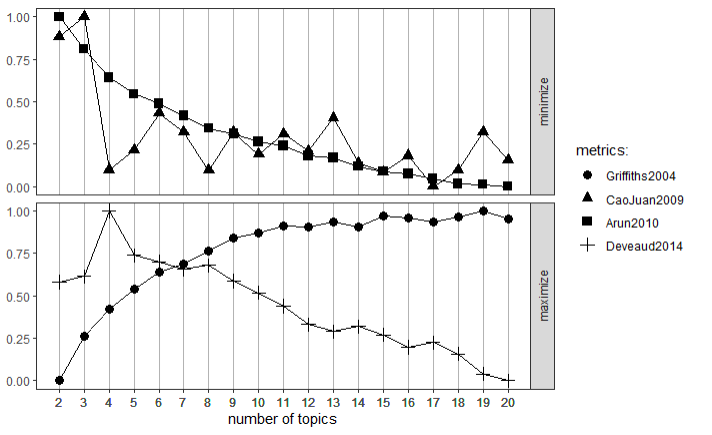 1.00
0.75
0.50
0.25
0.00
minimize
1.00
0.75
0.50
0.25
0.00
maximize
2 3 4 5 6 7 8 9 10 11 12 13 14 15 16 17 18 19 20
number of topics
metrics:
Griffiths2004
CaoJuan2009
Arun2010
Deveaud2014